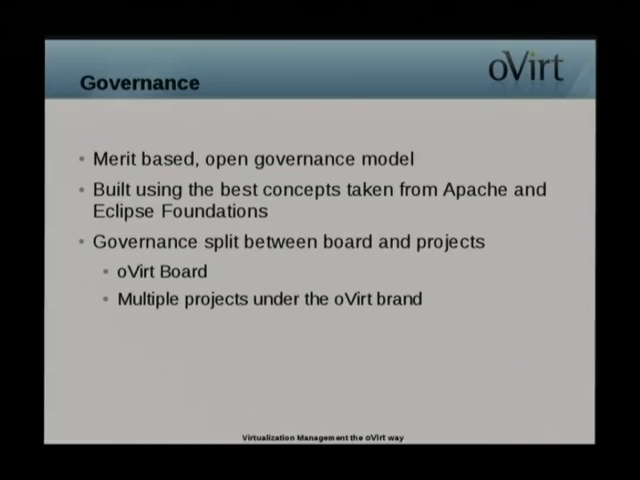 oVirt
Governance
• Merit based, open governance model
• Built using the best concepts taken from Apache and
Eclipse Foundations
• Governance split between board and projects
• oVirt Board
• Multiple projects under the oVirt brand
Virtualization Management the oVirt way